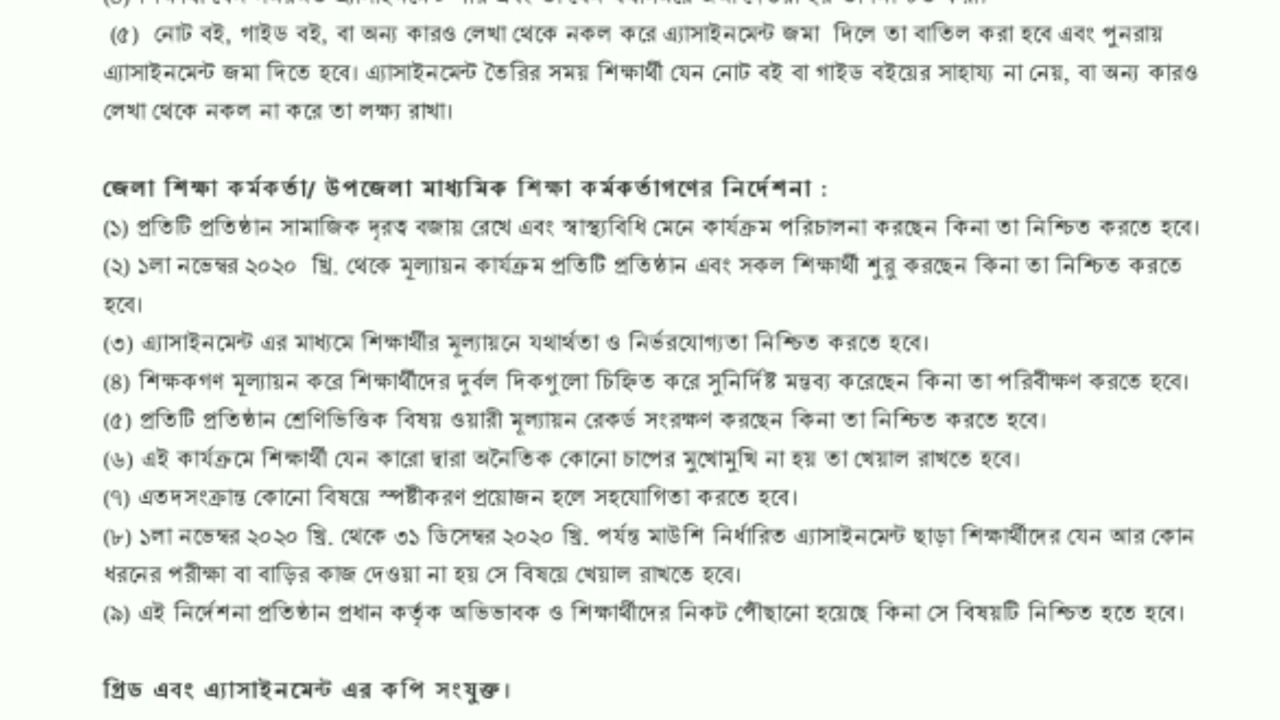 (৫) নোট বই, গাইড বই, বা অন্য কারও লেখা থেকে নকল করে এ্যাসাইনমেন্ট জমা দিলে তা বাতিল করা হবে এবং পুনরায়
এ্যাসাইনমেন্ট জমা দিতে হবে। এ্যাসাইনমেন্ট তৈরির সময় শিক্ষার্থী যেন নোট বই বা গাইড বইয়ের সাহায্য না নেয়, বা অন্য কারও
লেখা থেকে নকল না করে তা লক্ষ্য রাখা।
জেলা শিক্ষা কর্মকর্তা/ উপজেলা মাধ্যমিক শিক্ষা কর্মকর্তাগণের নির্দেশনা :
(১) প্রতিটি প্রতিষ্ঠান সামাজিক দূরত্ব বজায় রেখে এবং স্বাস্থ্যবিধি মেনে কার্যক্রম পরিচালনা করছেন কিনা তা নিশ্চিত করতে হবে।
(২) ১লা নভেম্বর ২০২০ খ্রি. থেকে মূল্যায়ন কার্যক্রম প্রতিটি প্রতিষ্ঠান এবং সকল শিক্ষার্থী শুরু করছেন কিনা তা নিশ্চিত করতে
হবে।
(৩) এ্যাসাইনমেন্ট এর মাধ্যমে শিক্ষার্থীর মূল্যায়নে যথার্থতা ও নির্ভরযোগ্যতা নিশ্চিত করতে হবে।
(৪) শিক্ষকগণ মূল্যায়ন করে শিক্ষার্থীদের দুর্বল দিকগুলো চিহ্নিত করে সুনির্দিষ্ট মন্তব্য করেছেন কিনা তা পরিবীক্ষণ করতে হবে।
(৫) প্রতিটি প্রতিষ্ঠান শ্রেণিভিত্তিক বিষয় ওয়ারী মূল্যায়ন রেকর্ড সংরক্ষণ করছেন কিনা তা নিশ্চিত করতে হবে।
(৬) এই কার্যক্রমে শিক্ষার্থী যেন কারো দ্বারা অনৈতিক কোনো চাপের মুখোমুখি না হয় তা খেয়াল রাখতে হবে।
(৭) এতদসংক্রান্ত কোনো বিষয়ে স্পষ্টীকরণ প্রয়োজন হলে সহযোগিতা করতে হবে।
(৮) ১লা নভেম্বর ২০২০ খ্রি. থেকে ৩১ ডিসেম্বর ২০২০ খ্রি. পর্যন্ত মাউশি নির্ধারিত এ্যাসাইনমেন্ট ছাড়া শিক্ষার্থীদের যেন আর কোন
ধরনের পরীক্ষা বা বাড়ির কাজ দেওয়া না হয় সে বিষয়ে খেয়াল রাখতে হবে।
(৯) এই নির্দেশনা প্রতিষ্ঠান প্রধান কর্তৃক অভিভাবক ও শিক্ষার্থীদের নিকট পৌছানো হয়েছে কিনা সে বিষয়টি নিশ্চিত হতে হবে।
গ্রিড এবং এ্যাসাইনমেন্ট এর কপি সংযুক্ত।